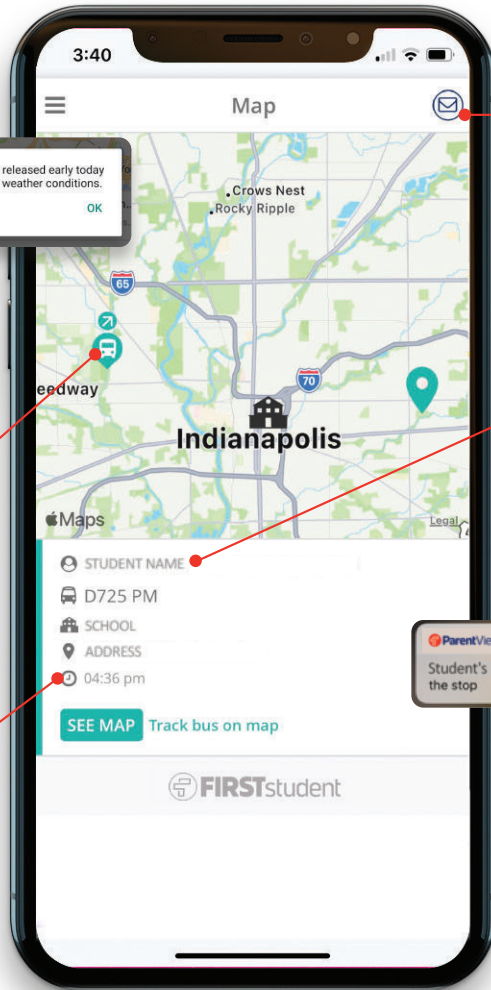 3:40
Map
released early today
weather conditions.
OK
Crows Nest
Rocky Ripple
65
eedway
70
Indianapolis
Maps
Legal
STUDENT NAME
D725 PM
SCHOOL
ADDRESS
04:36 pm
ParentVie
Student's
the stop
SEE MAP Track bus on map
FIRSTstudent